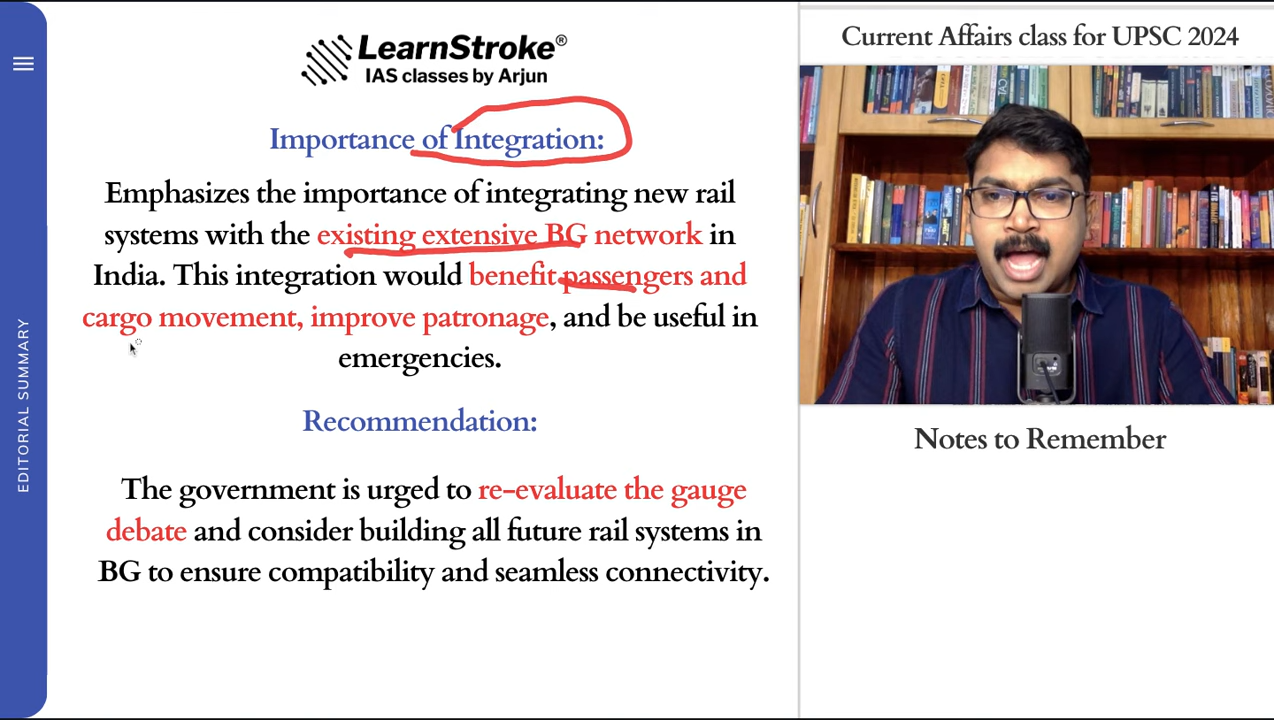 LearnStroke®
IAS classes by Arjun
Importance of Integration:
Emphasizes the importance of integrating new rail
systems with the existing extensive BG network in
India. This integration would benefit passengers and
cargo movement, improve patronage, and be useful in
emergencies.
Recommendation:
The government is urged to re-evaluate the gauge
debate and consider building all future rail systems in
BG to ensure compatibility and seamless connectivity.
EDITORIAL SUMMARY
Current Affairs class for UPSC 2024
Notes to Remember